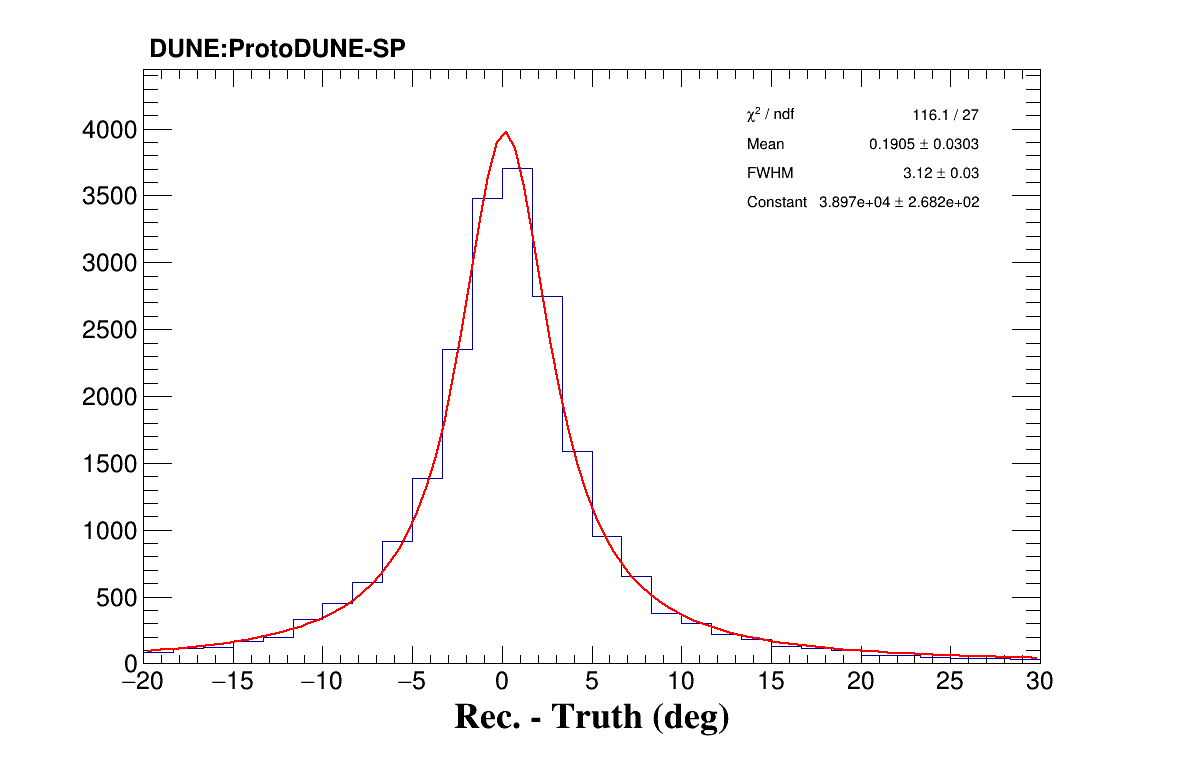 DUNE:ProtoDUNE-SP
χ² / ndf 116.1 / 27
Mean 0.1905 ± 0.0303
FWHM 3.12 ± 0.03
Constant 3.897e+04 ± 2.682e+02
4000
3500
3000
2500
2000
1500
1000
500
0
−20 −15 −10 −5 0 5 10 15 20 25 30
Rec. - Truth (deg)